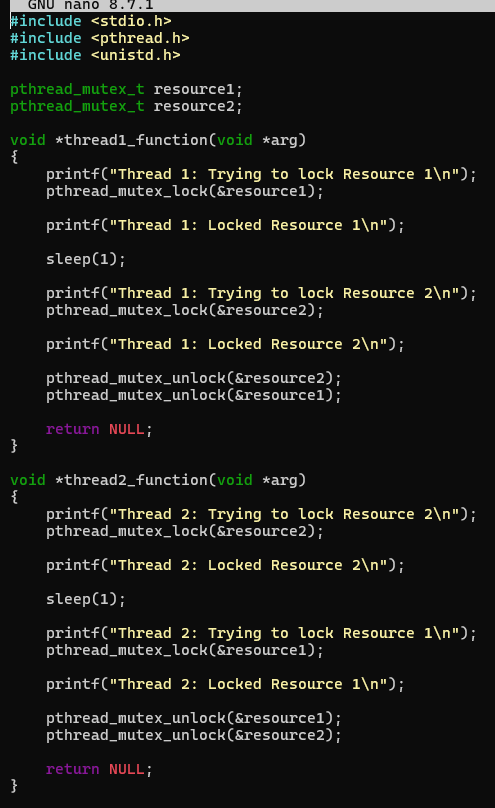 GNU nano 8.7.1
#include <stdio.h>
#include <pthread.h>
#include <unistd.h>

pthread_mutex_t resource1;
pthread_mutex_t resource2;

void *thread1_function(void *arg)
{
    printf("Thread 1: Trying to lock Resource 1\n");
    pthread_mutex_lock(&resource1);

    printf("Thread 1: Locked Resource 1\n");

    sleep(1);

    printf("Thread 1: Trying to lock Resource 2\n");
    pthread_mutex_lock(&resource2);

    printf("Thread 1: Locked Resource 2\n");

    pthread_mutex_unlock(&resource2);
    pthread_mutex_unlock(&resource1);

    return NULL;
}

void *thread2_function(void *arg)
{
    printf("Thread 2: Trying to lock Resource 2\n");
    pthread_mutex_lock(&resource2);

    printf("Thread 2: Locked Resource 2\n");

    sleep(1);

    printf("Thread 2: Trying to lock Resource 1\n");
    pthread_mutex_lock(&resource1);

    printf("Thread 2: Locked Resource 1\n");

    pthread_mutex_unlock(&resource1);
    pthread_mutex_unlock(&resource2);

    return NULL;
}